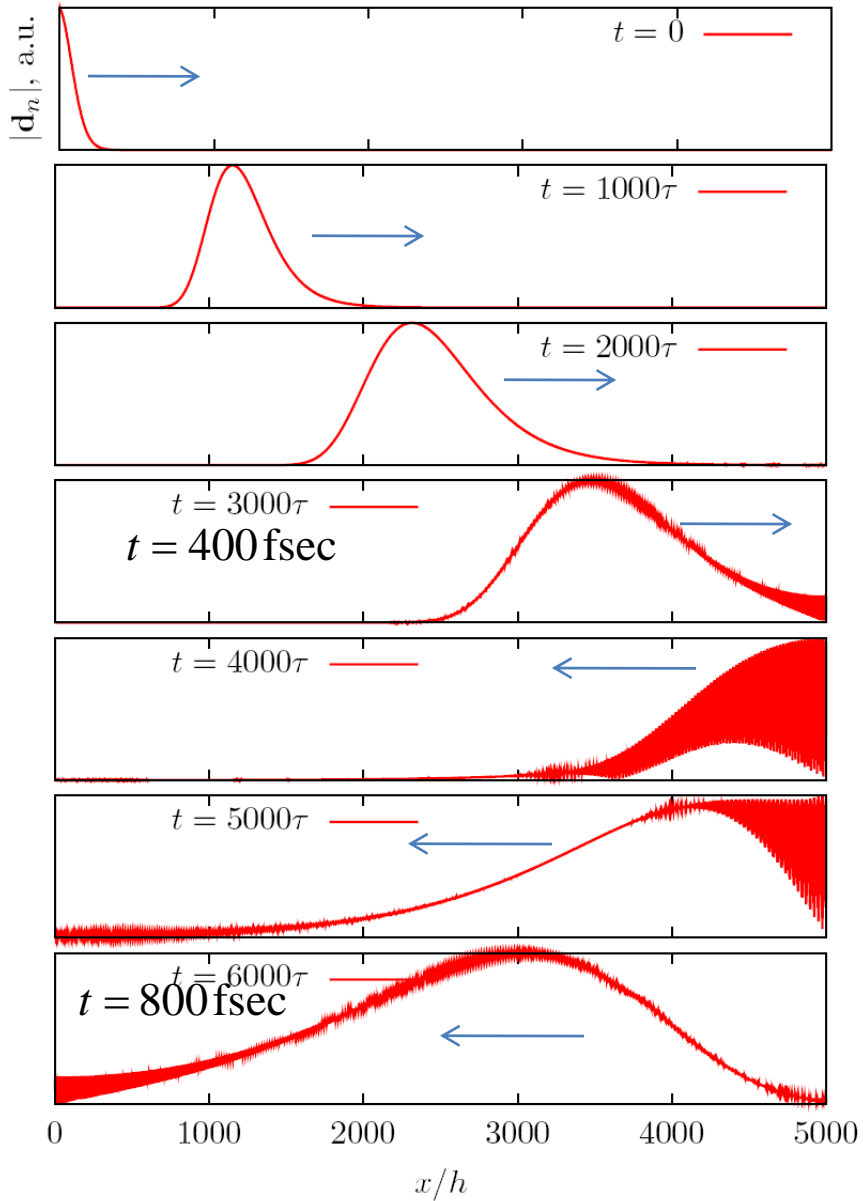 |d_n|, a.u.
t = 0
t = 1000τ
t = 2000τ
t = 3000τ
t = 400 fsec
t = 4000τ
t = 5000τ
t = 6000τ
t = 800 fsec
0 1000 2000 3000 4000 5000
x/h